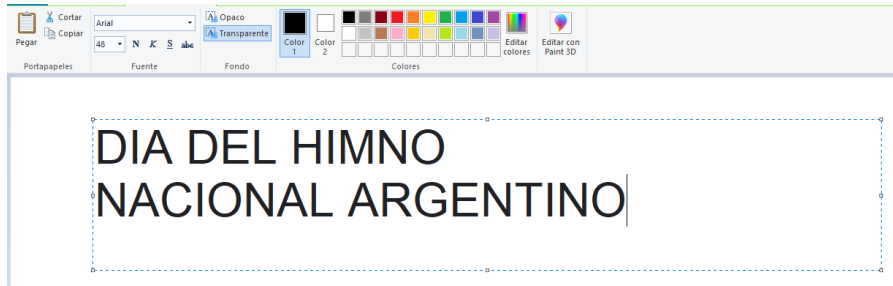 Pegar
Cortar
Copiar
Portapapeles
Arial
48
N K S abc
Fuente
Opaco
Transparente
Fondo
Color 1
Color 2
Editar colores
Colores
Editar con Paint 3D
DIA DEL HIMNO
NACIONAL ARGENTINO